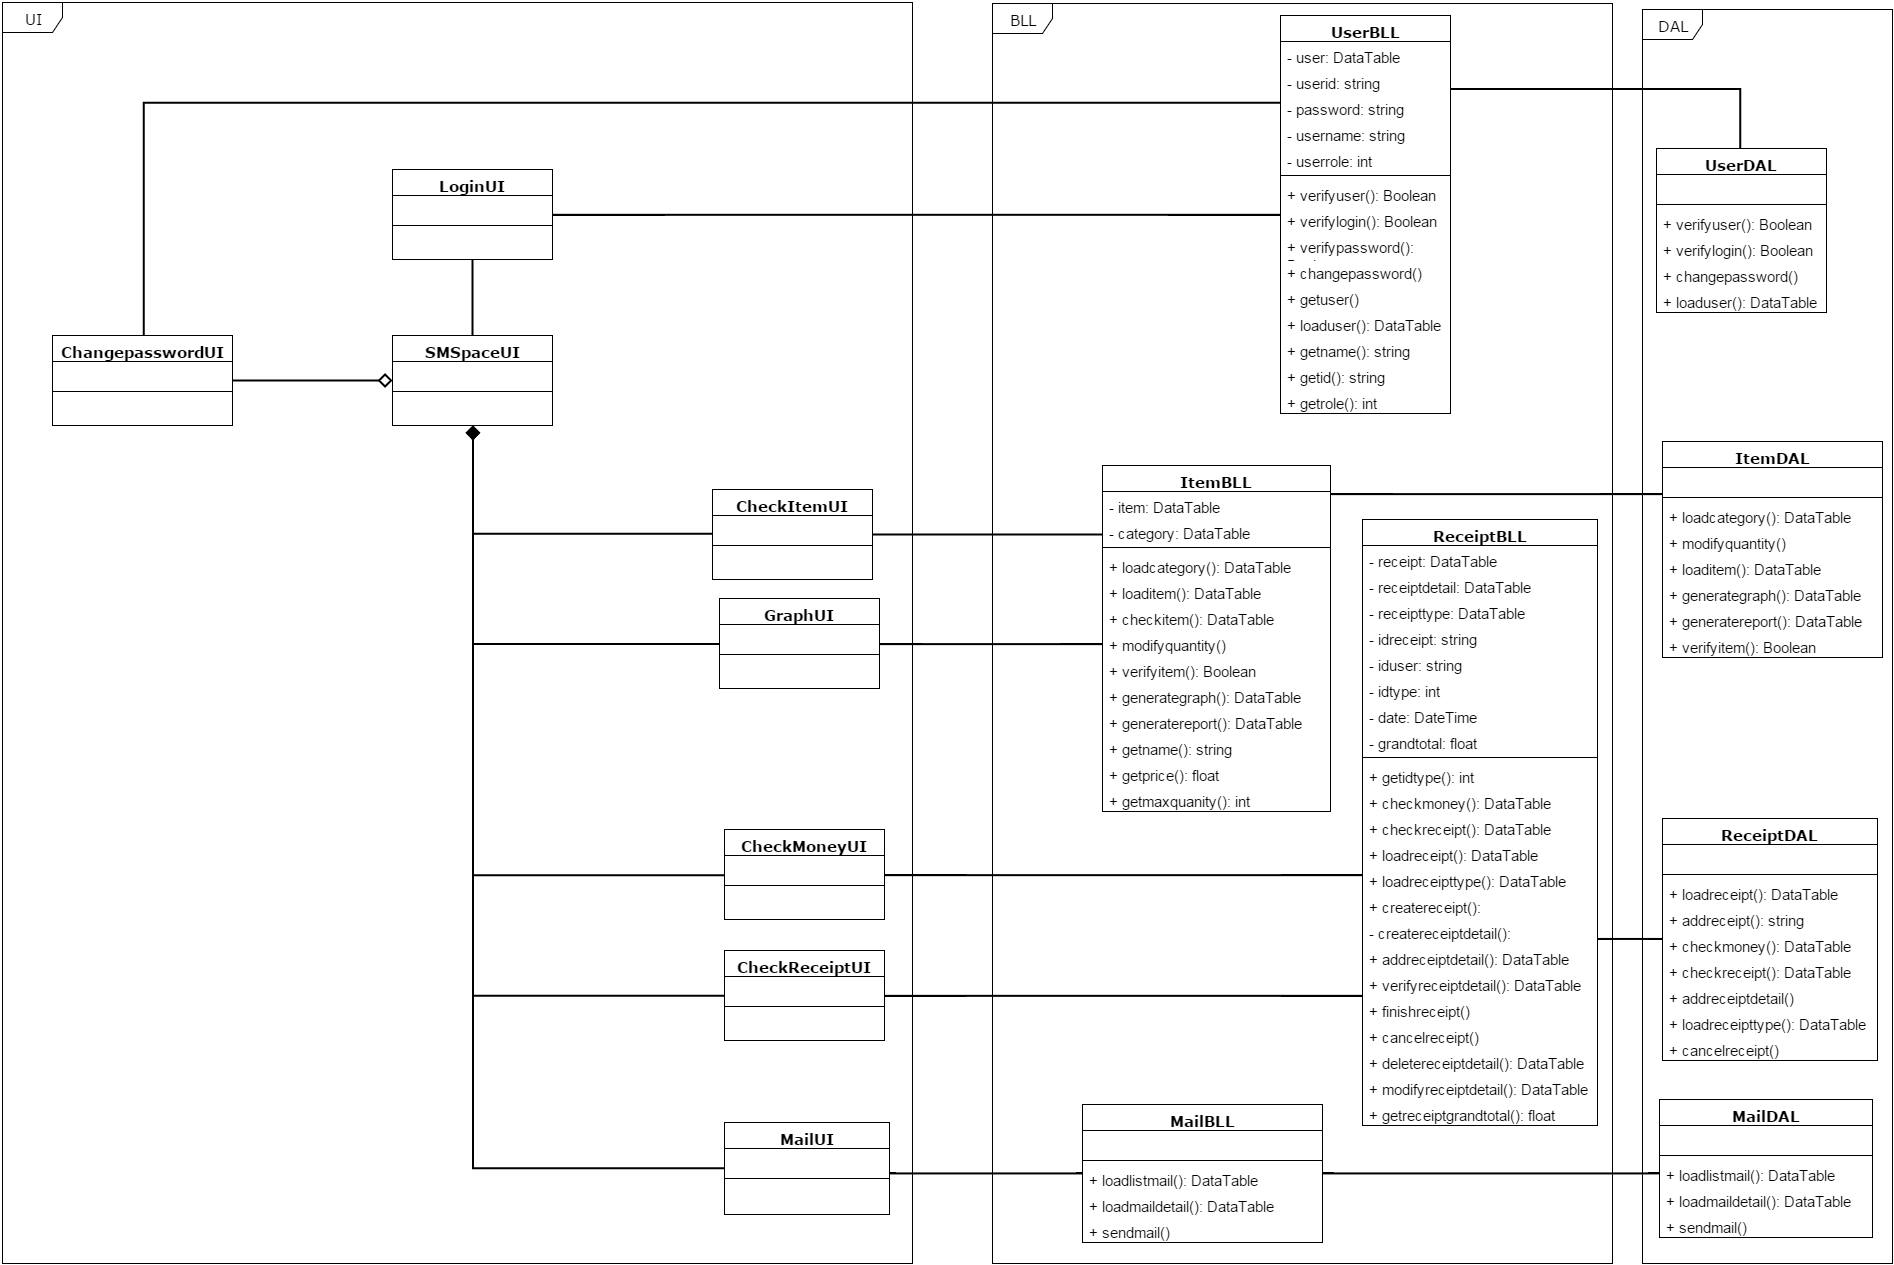 UI
BLL
DAL
UserBLL
- user: DataTable
- userid: string
- password: string
- username: string
- userrole: int
+ verifyuser(): Boolean
+ verifylogin(): Boolean
+ verifypassword():
+ changepassword()
+ getuser()
+ loaduser(): DataTable
+ getname(): string
+ getid(): string
+ getrole(): int
UserDAL
+ verifyuser(): Boolean
+ verifylogin(): Boolean
+ changepassword()
+ loaduser(): DataTable
LoginUI
ChangepasswordUI
SMSpaceUI
CheckItemUI
GraphUI
CheckMoneyUI
CheckReceiptUI
MailUI
ItemBLL
- item: DataTable
- category: DataTable
+ loadcategory(): DataTable
+ loaditem(): DataTable
+ checkitem(): DataTable
+ modifyquantity()
+ verifyitem(): Boolean
+ generategraph(): DataTable
+ generatereport(): DataTable
+ getname(): string
+ getprice(): float
+ getmaxquanity(): int
ReceiptBLL
- receipt: DataTable
- receiptdetail: DataTable
- receipttype: DataTable
- idreceipt: string
- iduser: string
- idtype: int
- date: DateTime
- grandtotal: float
+ getidtype(): int
+ checkmoney(): DataTable
+ checkreceipt(): DataTable
+ loadreceipt(): DataTable
+ loadreceipttype(): DataTable
+ createreceipt():
- createreceiptdetail():
+ addreceiptdetail(): DataTable
+ verifyreceiptdetail(): DataTable
+ finishreceipt()
+ cancelreceipt()
+ deletereceiptdetail(): DataTable
+ modifyreceiptdetail(): DataTable
+ getreceiptgrandtotal(): float
MailBLL
+ loadlistmail(): DataTable
+ loadmaildetail(): DataTable
+ sendmail()
ItemDAL
+ loadcategory(): DataTable
+ modifyquantity()
+ loaditem(): DataTable
+ generategraph(): DataTable
+ generatereport(): DataTable
+ verifyitem(): Boolean
ReceiptDAL
+ loadreceipt(): DataTable
+ addreceipt(): string
+ checkmoney(): DataTable
+ checkreceipt(): DataTable
+ addreceiptdetail()
+ loadreceipttype(): DataTable
+ cancelreceipt()
MailDAL
+ loadlistmail(): DataTable
+ loadmaildetail(): DataTable
+ sendmail()